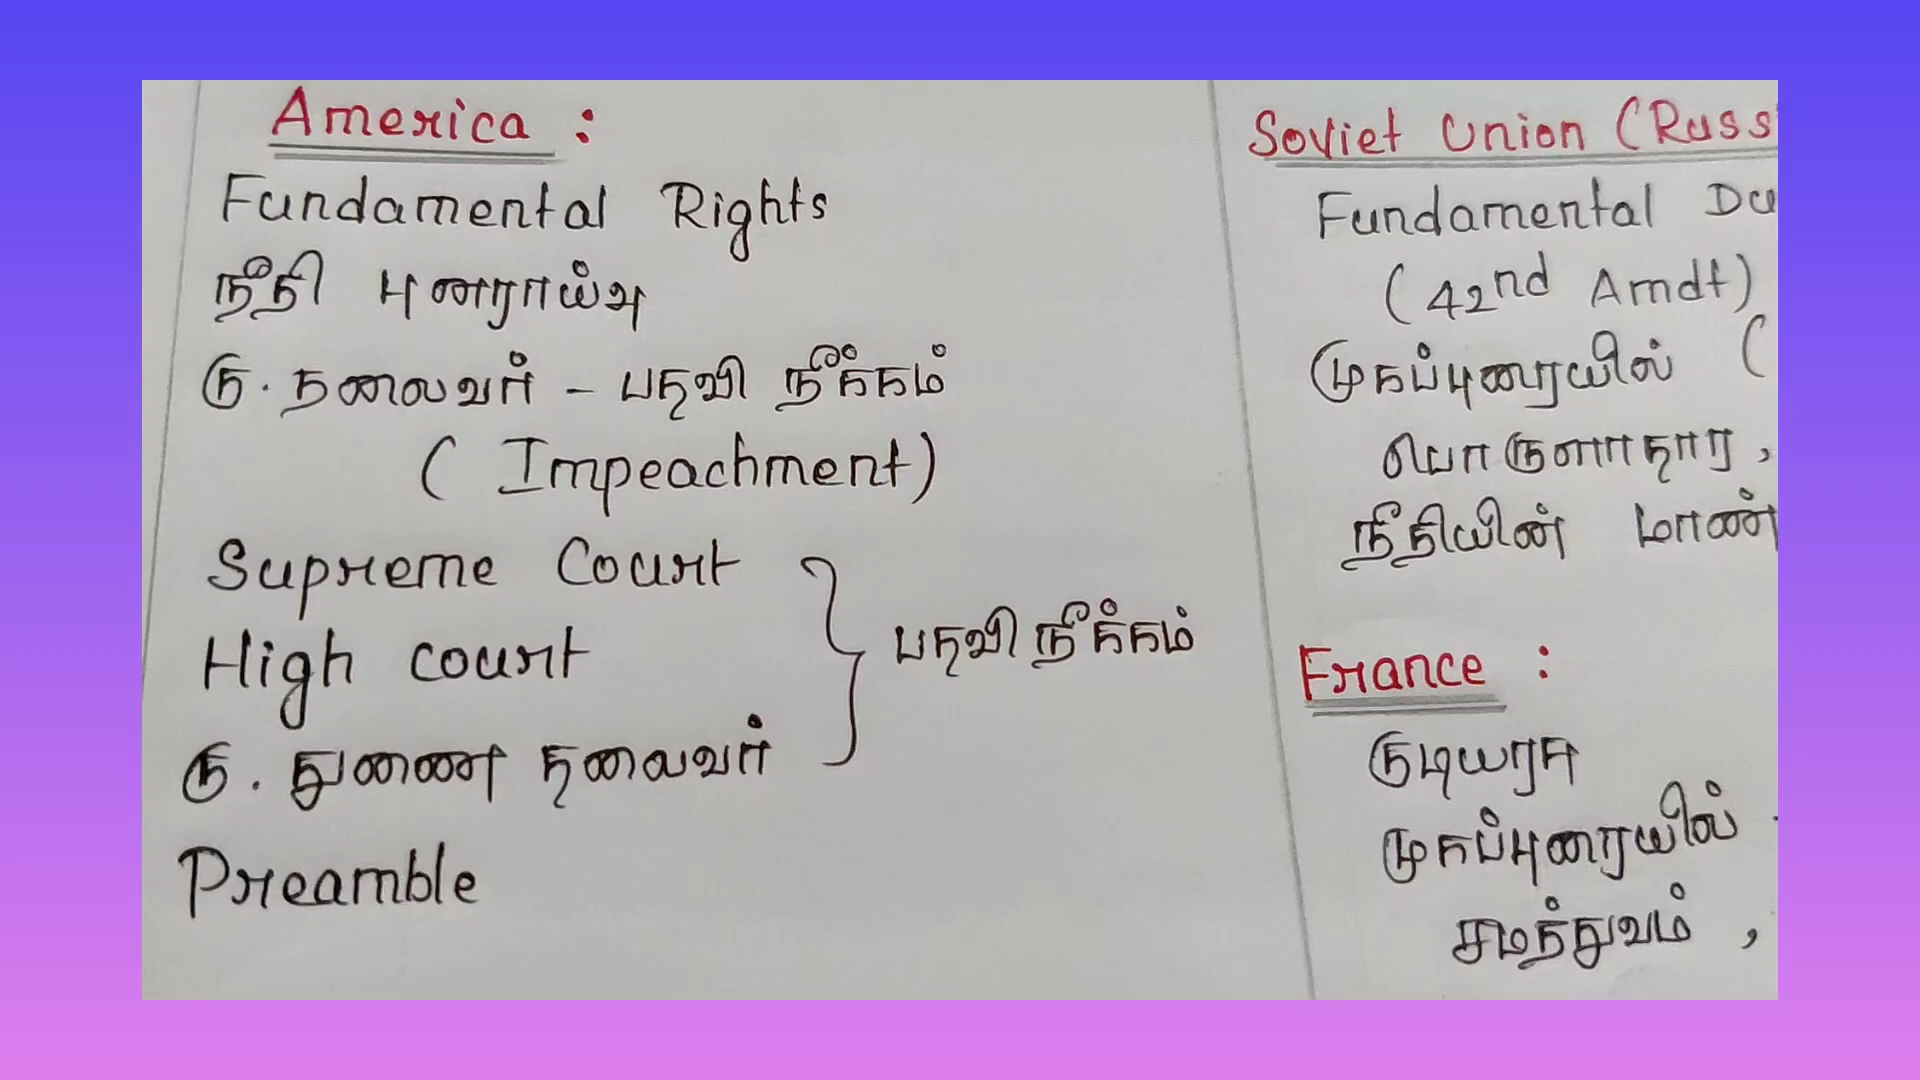 America :
Fundamental Rights
நீதி புனராய்வு
கு. தலைவர் - பதவி நீக்கம்
( Impeachment)
Supreme Court
High court
பதவி நீக்கம்
கு. துணை தலைவர்
Preamble
Soviet Union (Russ
Fundamental Du
(42nd Amdt)
முகப்புரையில் (
பொருளாதார,
நீதியின் மாண்
France :
குடியரசு
முகப்புரையில்
சமத்துவம் ,